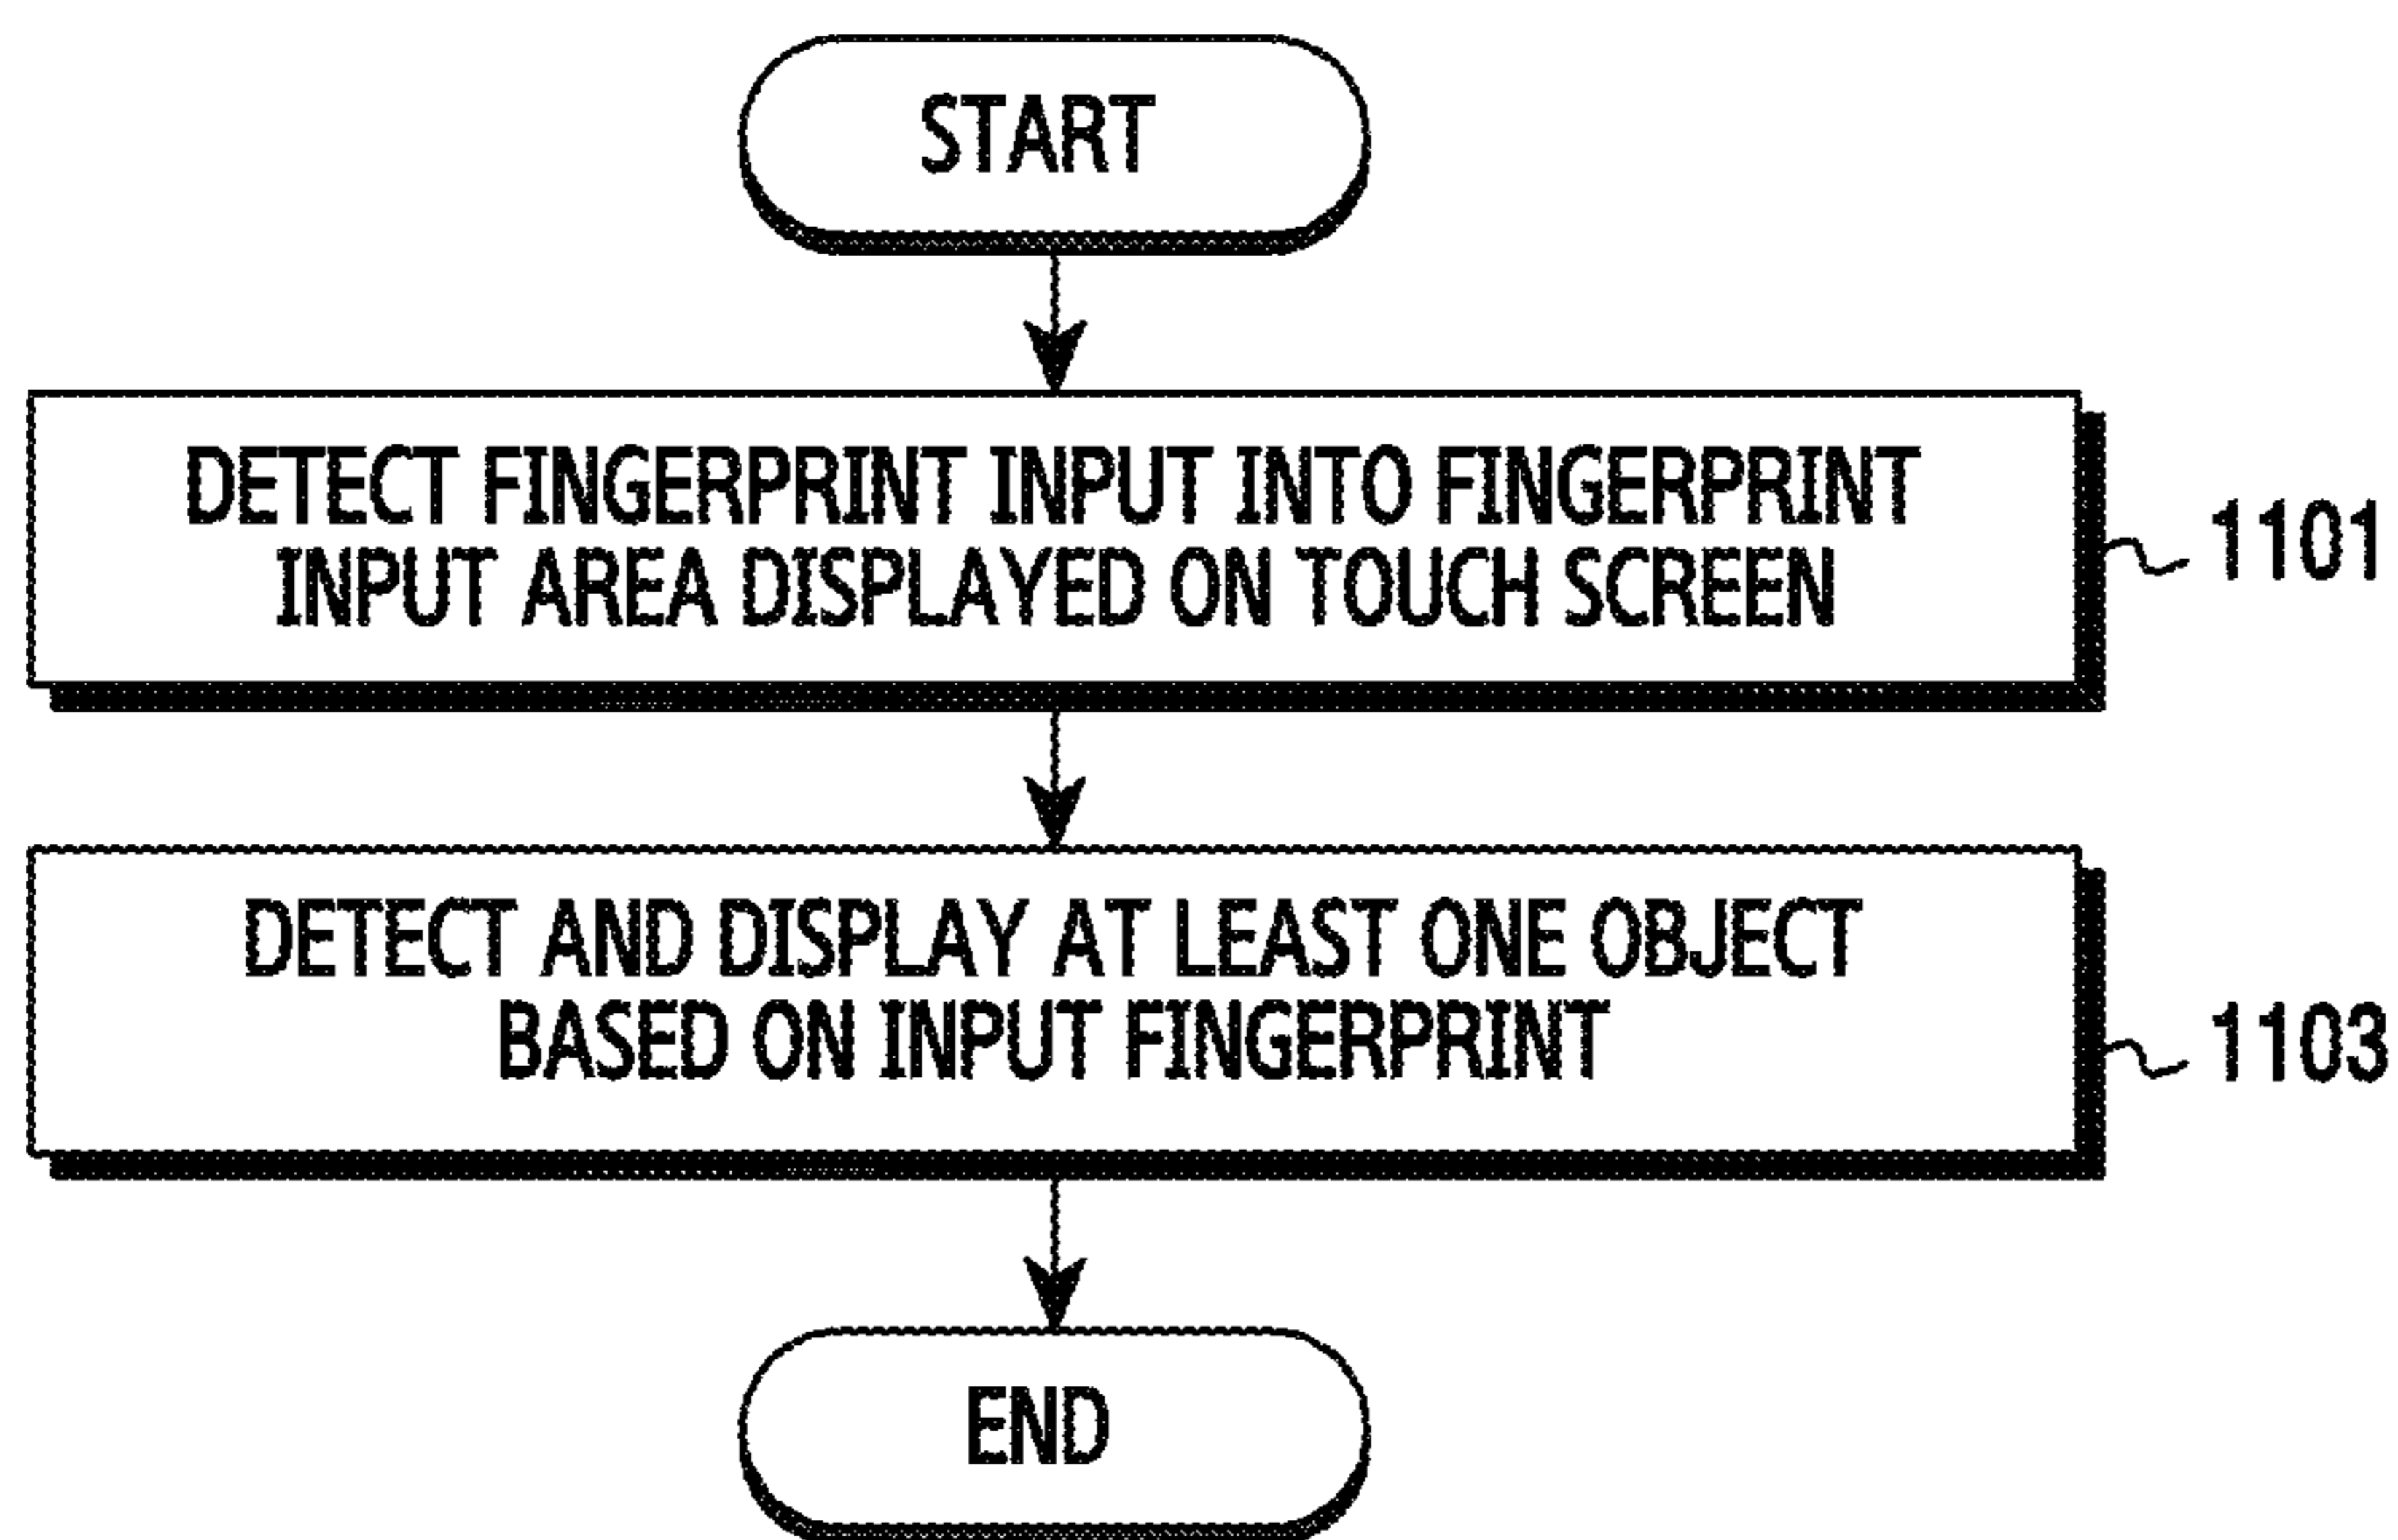 START
DETECT FINGERPRINT INPUT INTO FINGERPRINT
INPUT AREA DISPLAYED ON TOUCH SCREEN
1101
DETECT AND DISPLAY AT LEAST ONE OBJECT
BASED ON INPUT FINGERPRINT
1103
END